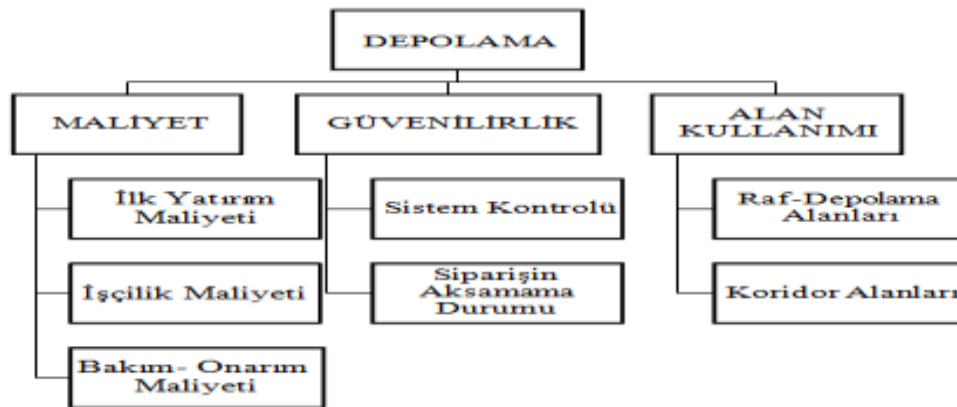 DEPOLAMA
MALİYET
GÜVENİLİRLİK
ALAN
KULLANIMI
İlk Yatırım
Maliyeti
Sistem Kontrolü
Raf-Depolama
Alanları
İşçilik Maliyeti
Siparişin
Aksamama
Durumu
Koridor Alanları
Bakım- Onarım
Maliyeti